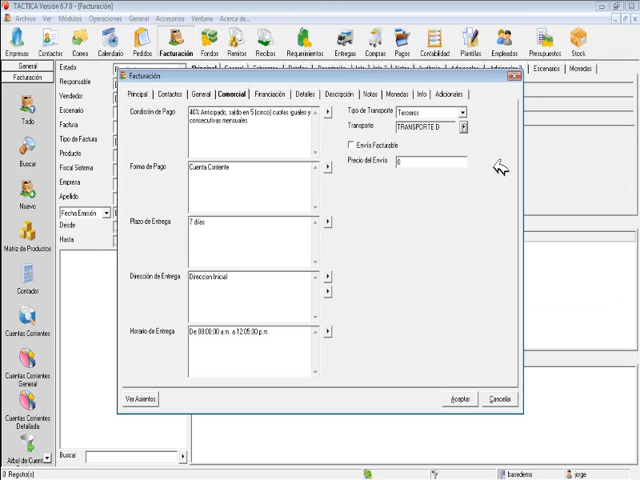 TACTICA Versión 6.7.0 - [Facturación]
Archivo Ver Módulos Operaciones General Accesorios Ventana Acerca de...
Empresas Contactos Correo Calendario Pedidos Facturación Fondos Remitos Recibos Requerimientos Entregas Compras Pagos Contabilidad Plantillas Empleados Presupuestos Stock
General
Facturación
Todo
Buscar
Nuevo
Matriz de Productos
Contador
Cuentas Corrientes
Cuentas Corrientes General
Cuentas Corrientes Detallada
Arbol de Cuent
Estado
Responsable
Vendedor
Escenario
Factura
Tipo de Factura
Producto
Fiscal Sistema
Empresa
Apellido
Fecha Emisión
Desde
Hasta
Buscar
Escenarios Monedas
Facturación
Principal Contactos General Comercial Financiación Detalles Descripción Notas Monedas Info Adicionales
Condición de Pago
40% Anticipado, saldo en 5 (cinco) cuotas iguales y
consecutivas mensuales
Forma de Pago
Cuenta Corriente
Plazo de Entrega
7 días
Dirección de Entrega
Direccion Inicial
Horario de Entrega
De 08:00:00 a.m. a 12:05:00 p.m.
Tipo de Transporte Terceros
Transporte TRANSPORTE D
Envío Facturable
Precio del Envío 0
Ver Asientos
Aceptar
Cancelar
0 Registro(s)
basedemo
jorge